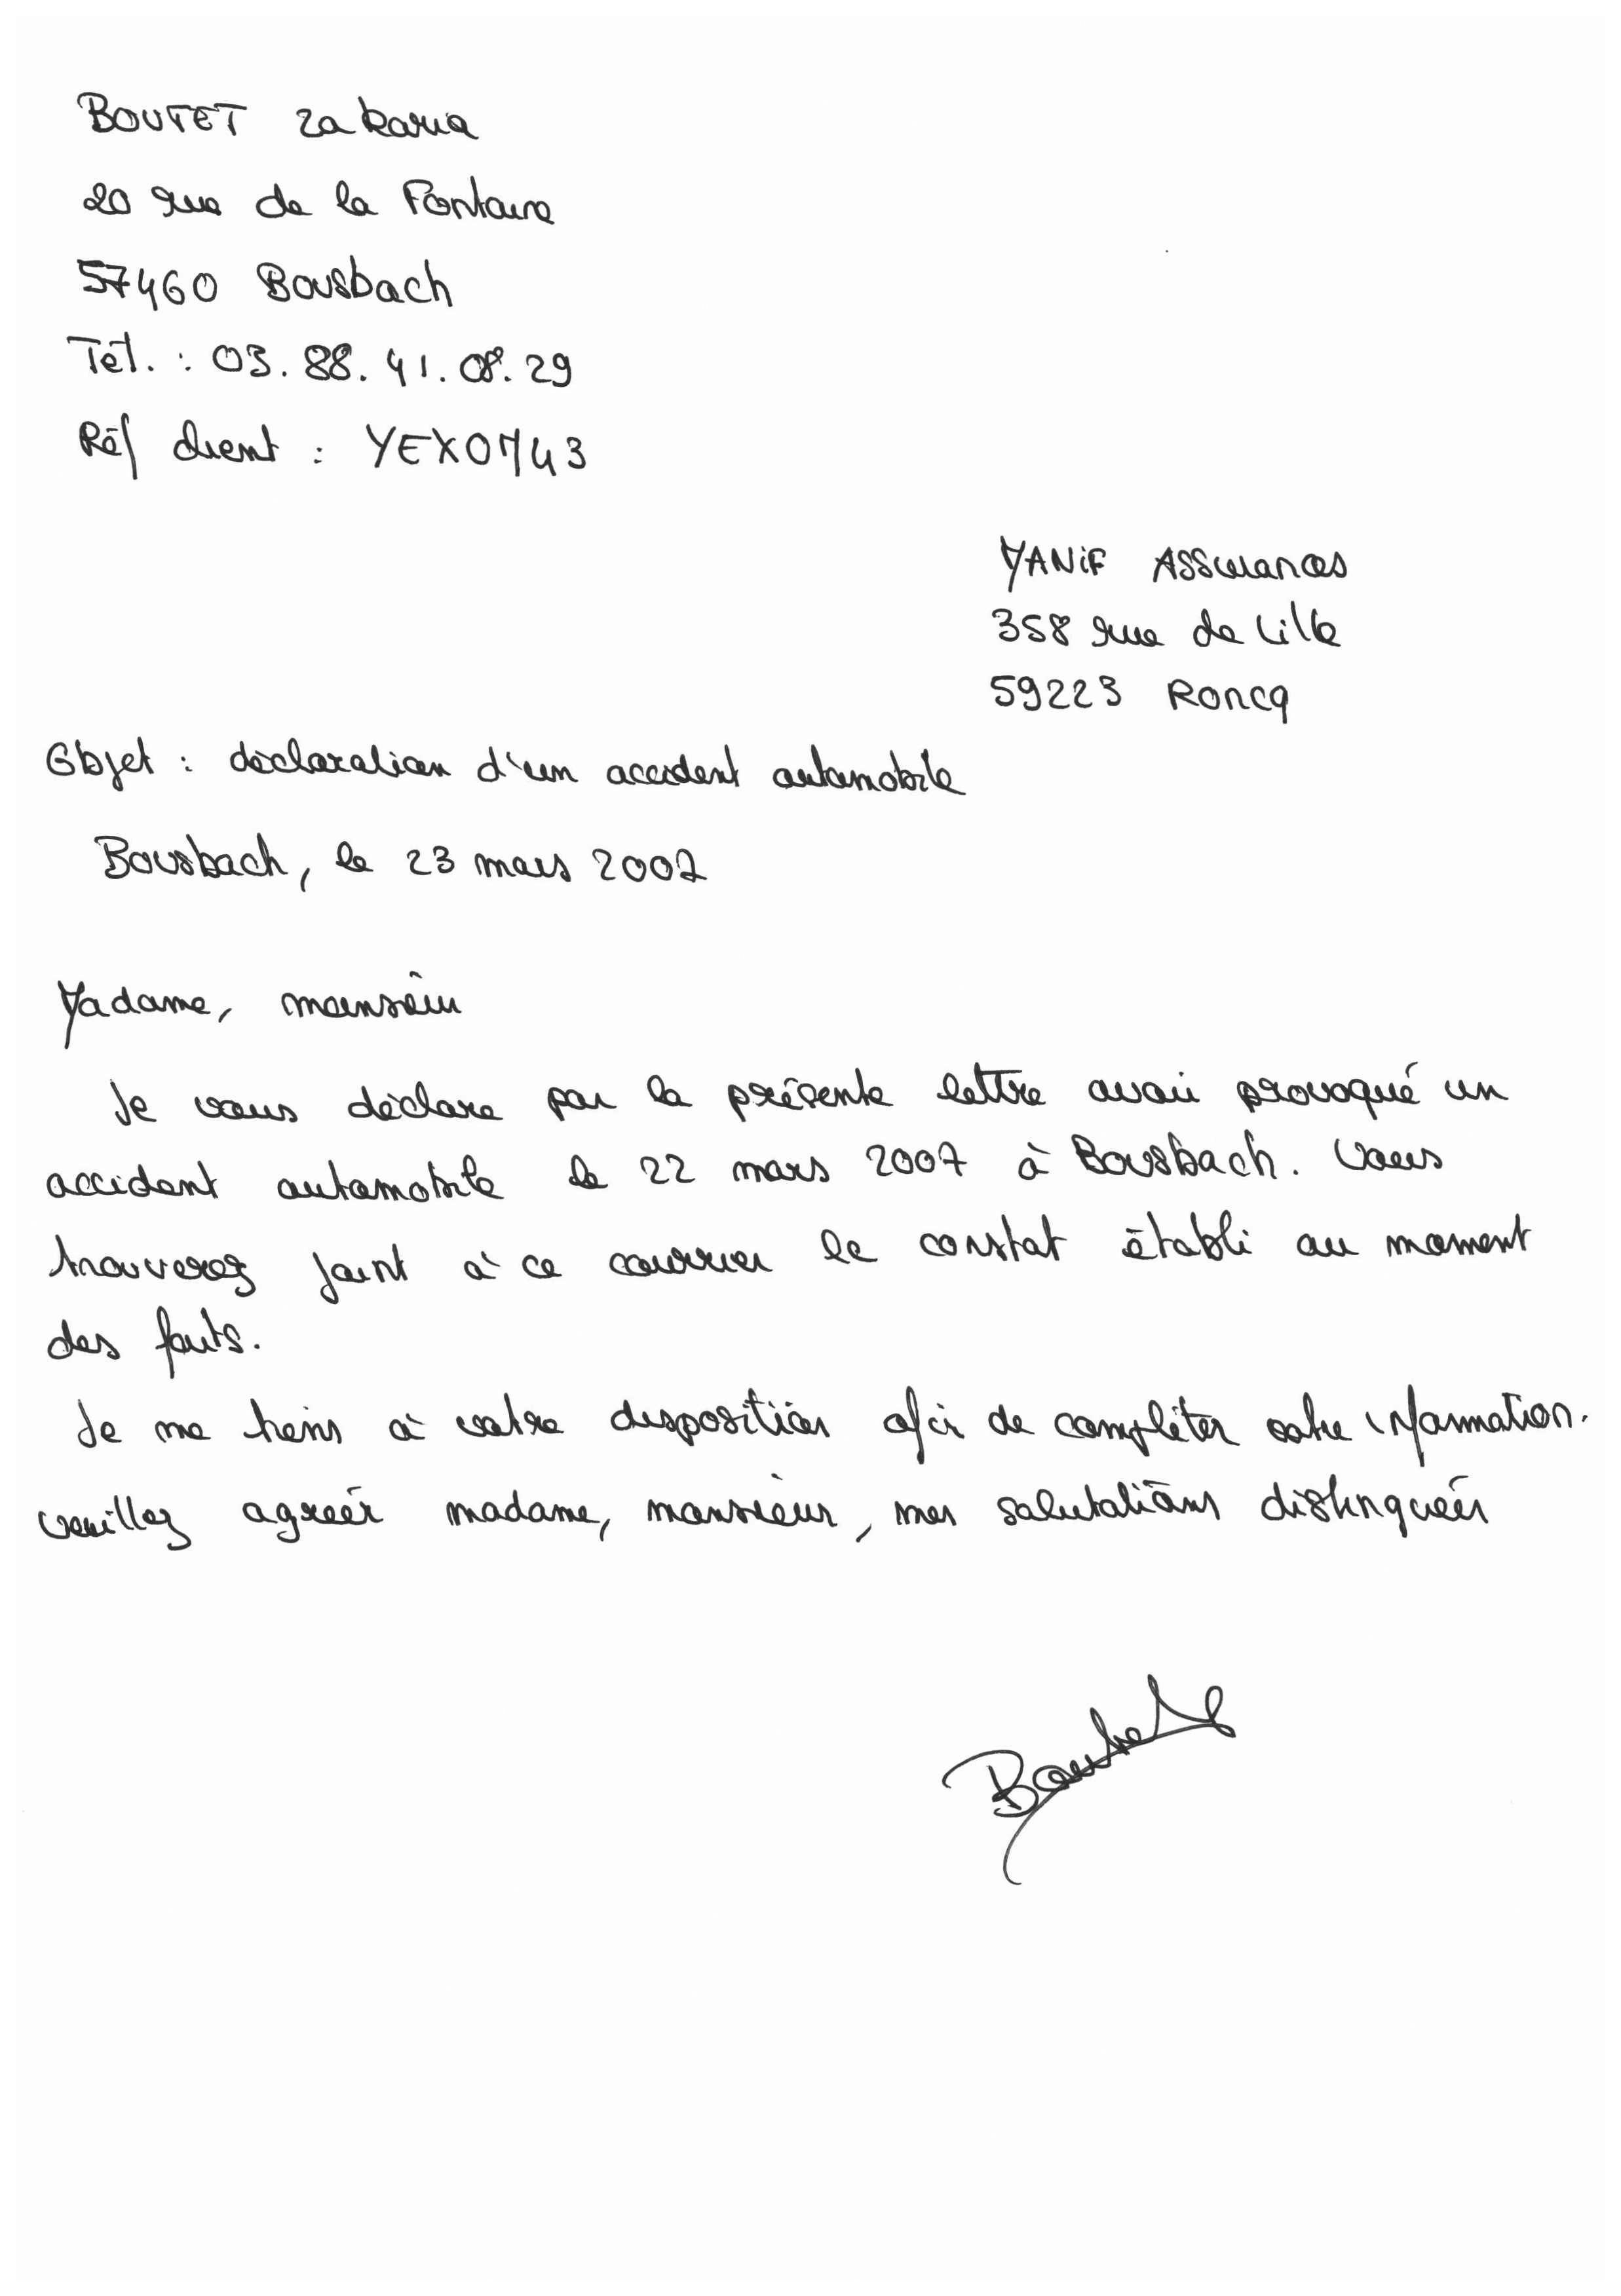 BOUTET Zakaria
20 rue de la Fontaine
57460 Bousbach
Tél. : 03.88.41.08.29
Réf client : YEXOM43
MANIF ASSurances
358 rue de Lille
59223 Roncq
Objet : déclaration d'un accident automobile
Bousbach, le 23 mars 2007
Madame, monsieur
Je vous déclare par la présente lettre avoir provoqué un
accident automobile le 22 mars 2007 à Bousbach. Vous
trouverez joint à ce courrier le constat établi au moment
des faits.
Je me tiens à votre disposition afin de compléter votre information.
Veuillez agréer madame, monsieur, mes salutations distinguées
Boutet